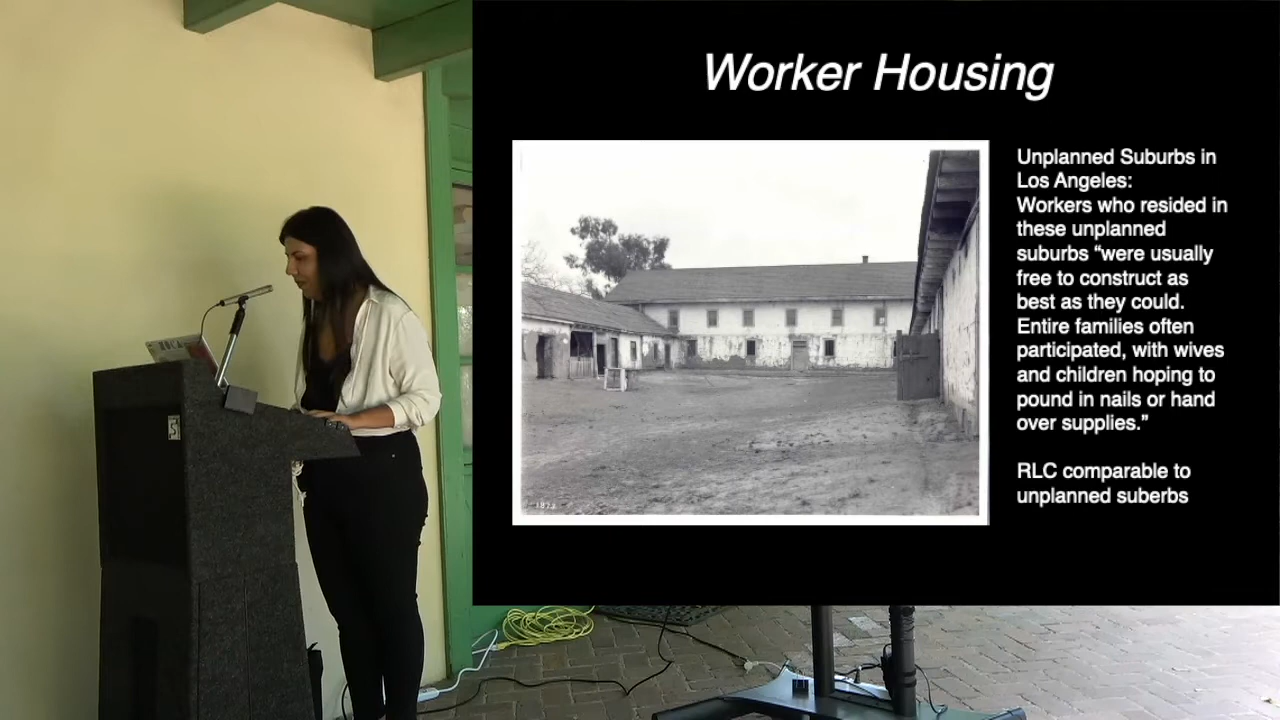 Worker Housing
Unplanned Suburbs in
Los Angeles:
Workers who resided in
these unplanned
suburbs “were usually
free to construct as
best as they could.
Entire families often
participated, with wives
and children hoping to
pound in nails or hand
over supplies.”
RLC comparable to
unplanned suberbs